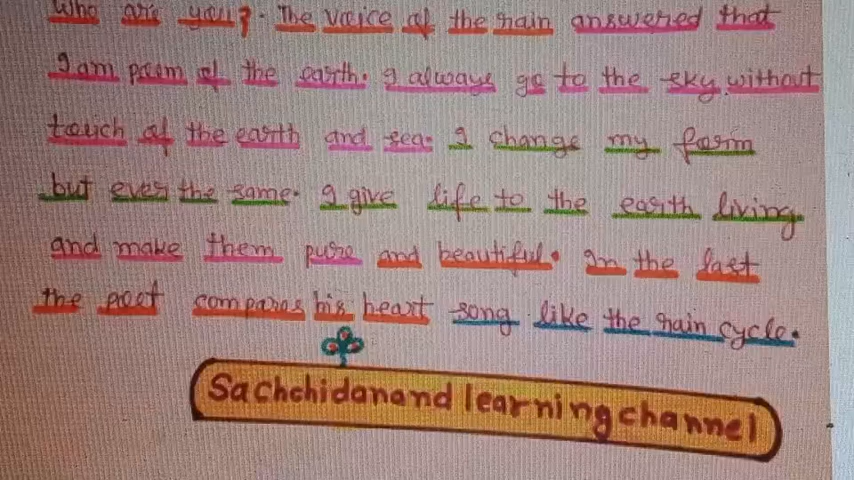 who are you? The voice of the rain answered that
I am poem of the earth. I always go to the sky without
touch of the earth and sea. I change my form
but ever the same. I give life to the earth living
and make them pure and beautiful. In the last
the poet compares his heart song like the rain cycle.
Sachchidanand learning channel